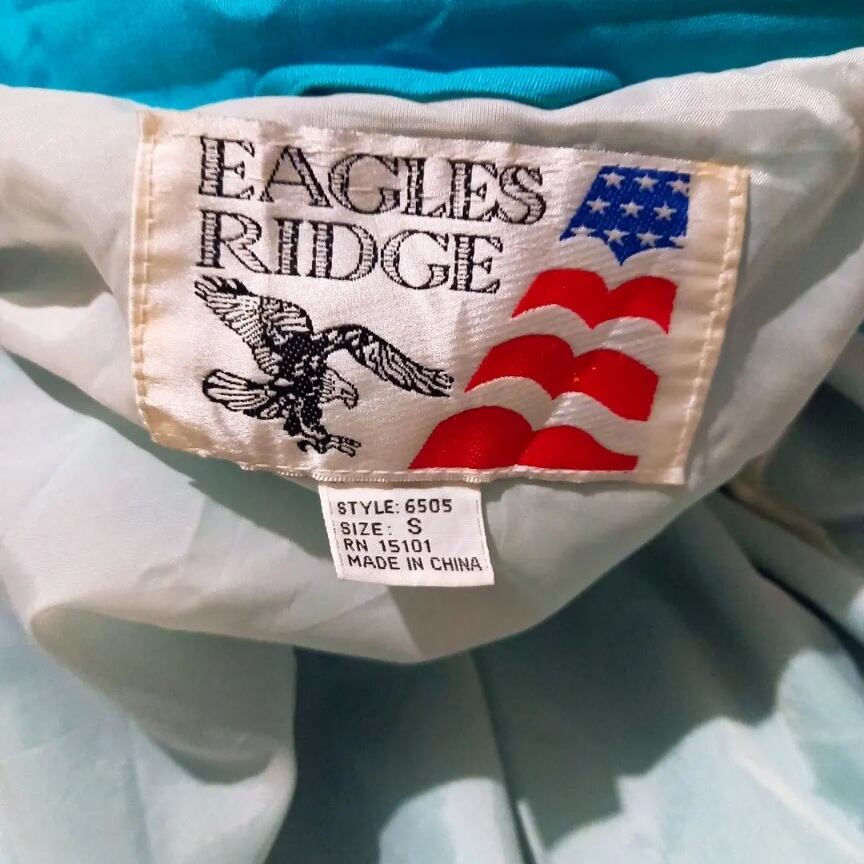 EAGLES
RIDGE
STYLE: 6505
SIZE: S
RN 15101
MADE IN CHINA